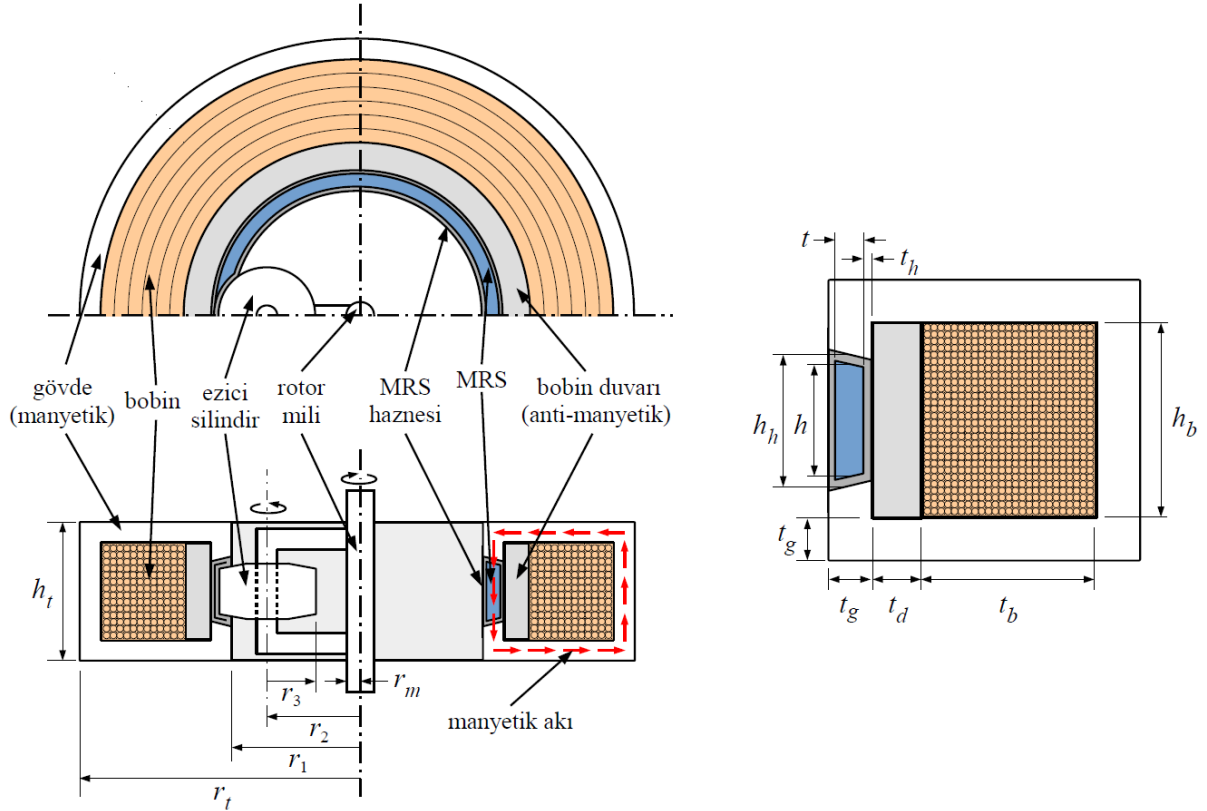 gövde
(manyetik)
bobin
ezici
silindir
rotor
mili
MRS
haznesi
MRS
bobin duvarı
(anti-manyetik)
h_t
r_3
r_m
r_2
r_1
r_t
manyetik akı
t
t_h
h_h
h
h_b
t_g
t_g
t_d
t_b